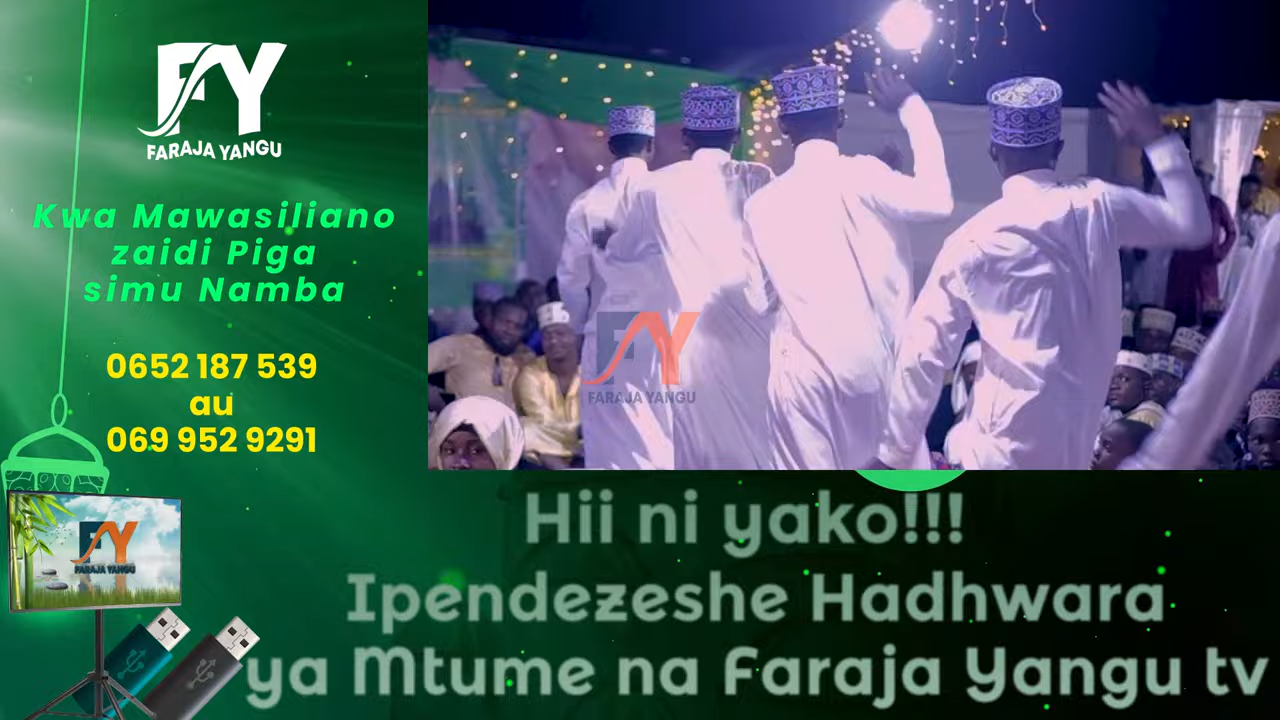 FY
FARAJA YANGU
Kwa Mawasiliano
zaidi Piga
simu Namba
0652 187 539
au
069 952 9291
FY
FARAJA YANGU
FY
FARAJA YANGU
Hii ni yako!!!
Ipendezeshe Hadhwara
ya Mtume na Faraja Yangu tv